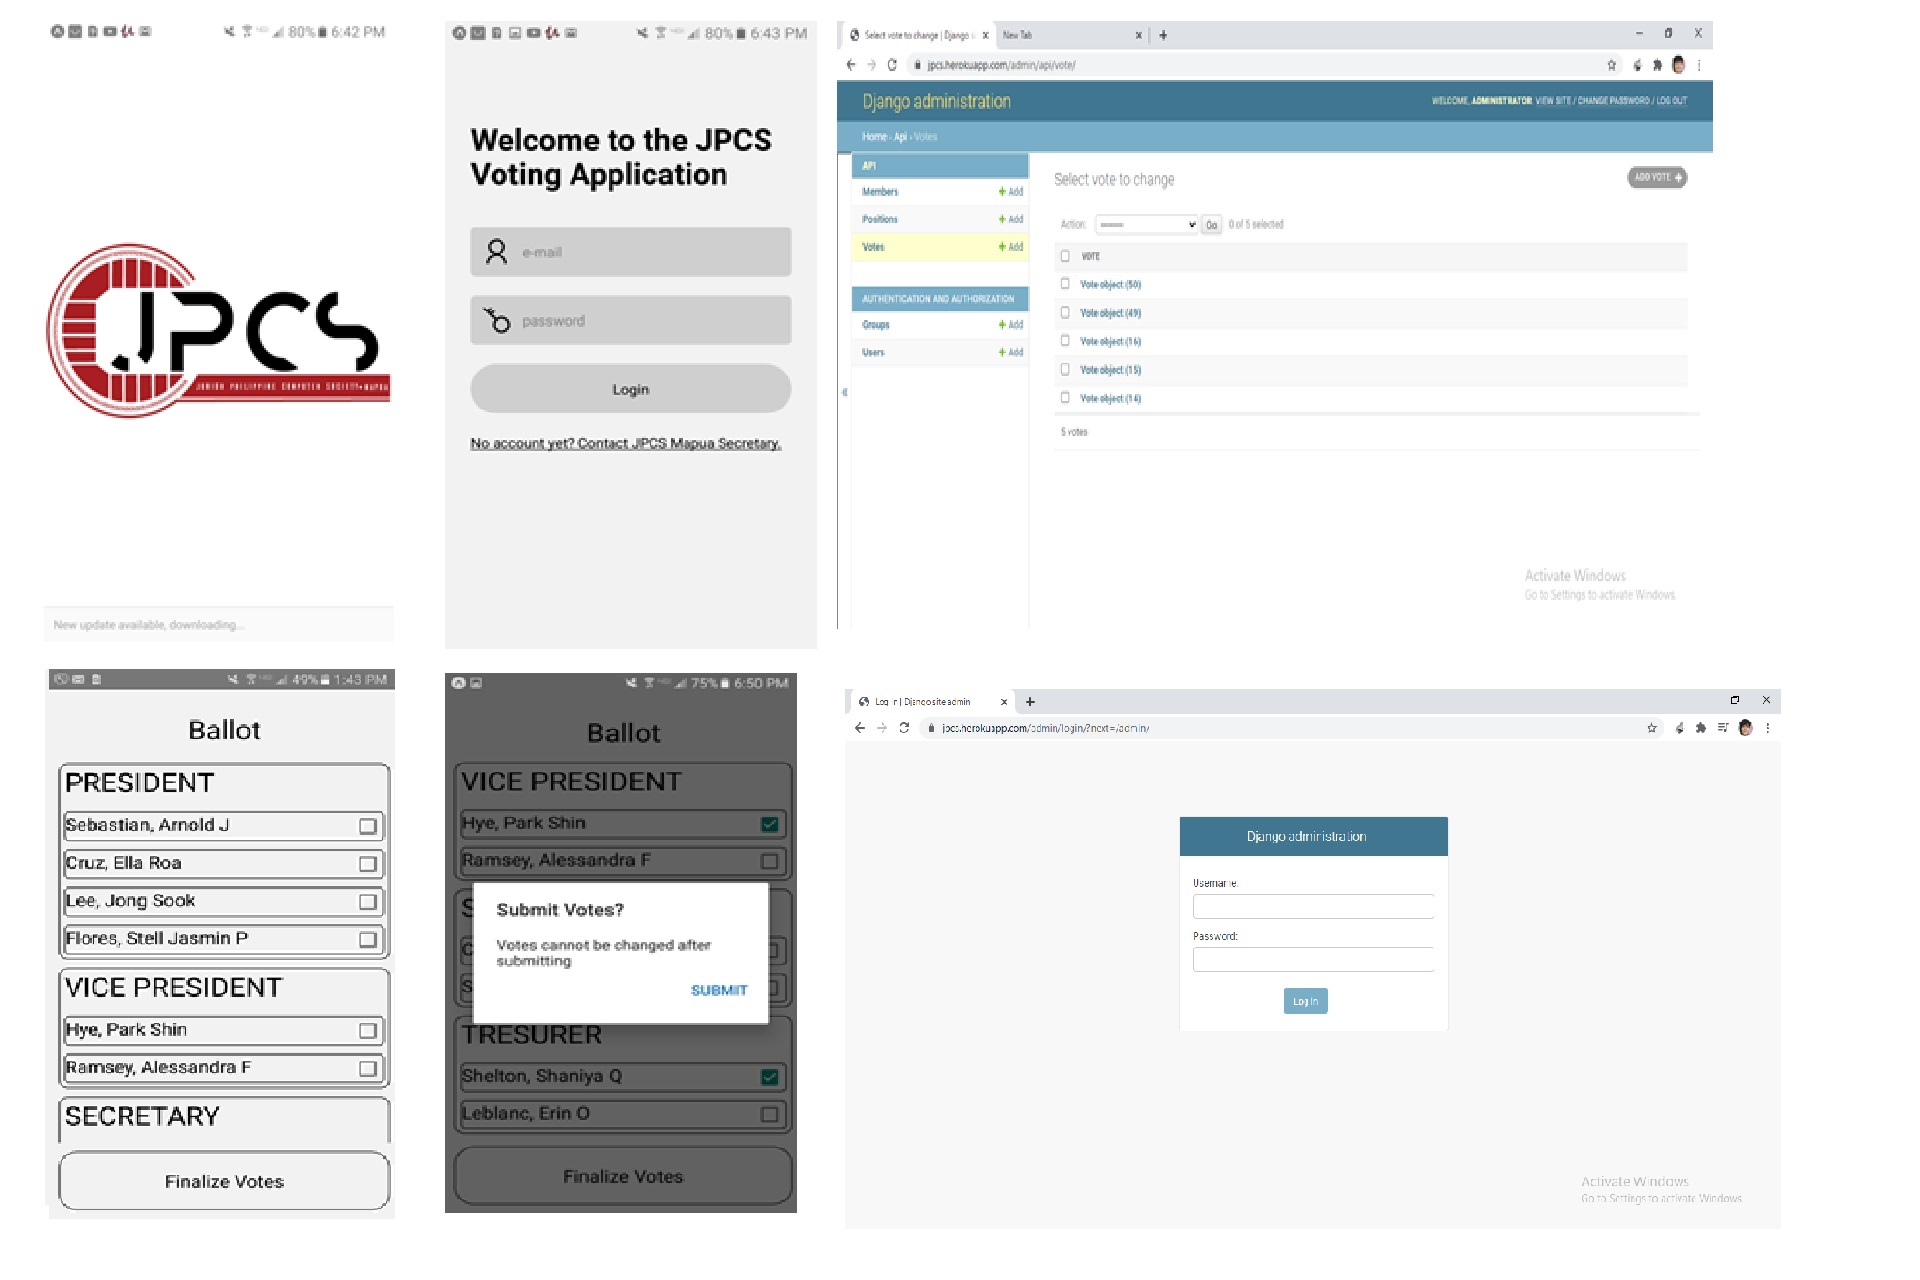 80% 6:42 PM
JPCS
JUNIOR PHILIPPINE COMPUTER SOCIETY-MAPUA
New update available, downloading...
80% 6:43 PM
Welcome to the JPCS
Voting Application
e-mail
password
Login
No account yet? Contact JPCS Mapua Secretary.
Select vote to change | Django s
New Tab
jpcs.herokuapp.com/admin/api/vote/
Django administration
WELCOME, ADMINISTRATOR. VIEW SITE / CHANGE PASSWORD / LOG OUT
Home › Api › Votes
API
Members
+ Add
Positions
+ Add
Votes
+ Add
AUTHENTICATION AND AUTHORIZATION
Groups
+ Add
Users
+ Add
Select vote to change
ADD VOTE +
Action: --------- Go 0 of 5 selected
VOTE
Vote object (50)
Vote object (49)
Vote object (16)
Vote object (15)
Vote object (14)
5 votes
Activate Windows
Go to Settings to activate Windows.
49% 1:43 PM
Ballot
PRESIDENT
Sebastian, Arnold J
Cruz, Ella Roa
Lee, Jong Sook
Flores, Stell Jasmin P
VICE PRESIDENT
Hye, Park Shin
Ramsey, Alessandra F
SECRETARY
Finalize Votes
75% 6:50 PM
Ballot
VICE PRESIDENT
Hye, Park Shin
Ramsey, Alessandra F
S
C
S
Submit Votes?
Votes cannot be changed after
submitting
SUBMIT
TRESURER
Shelton, Shaniya Q
Leblanc, Erin O
Finalize Votes
Log in | Django site admin
jpcs.herokuapp.com/admin/login/?next=/admin/
Django administration
Username:
Password:
Log in
Activate Windows
Go to Settings to activate Windows.